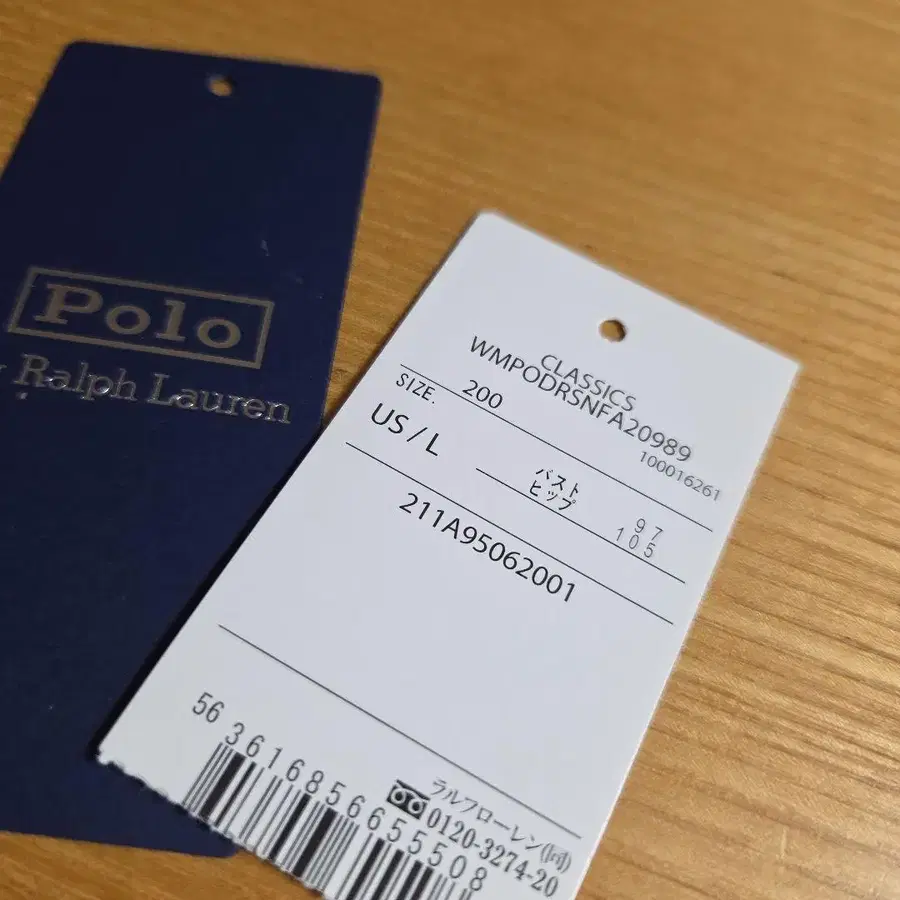 Polo
Ralph Lauren
CLASSICS
WMPODRSNFA20989
100016261
SIZE. 200
US / L
バスト 97
ヒップ 105
211A95062001
56
3616856655508
ラルフローレン(同)
0120-3274-20